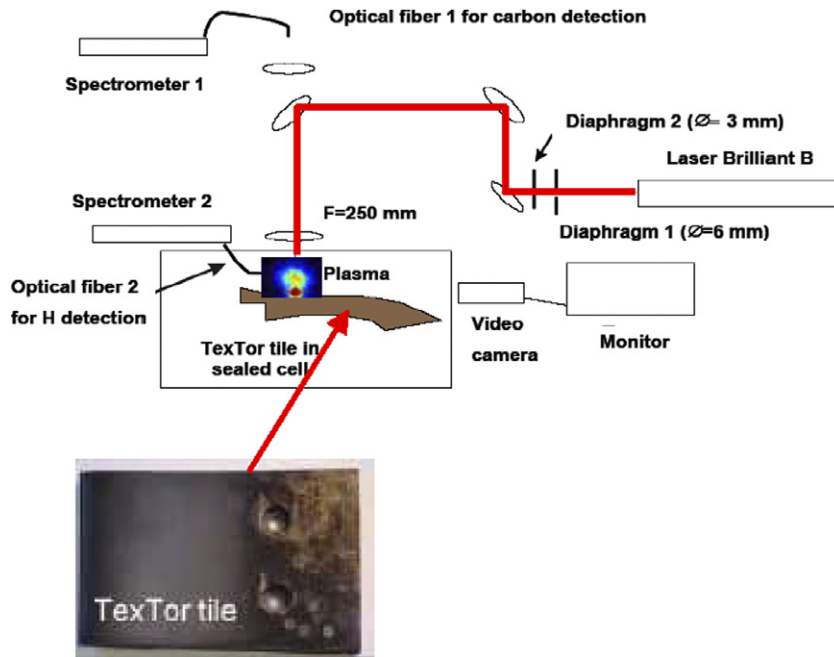 Optical fiber 1 for carbon detection
Spectrometer 1
Diaphragm 2 (Ø= 3 mm)
Laser Brilliant B
Spectrometer 2
F=250 mm
Diaphragm 1 (Ø=6 mm)
Plasma
Optical fiber 2
for H detection
Video
camera
Monitor
TexTor tile in
sealed cell
TexTor tile